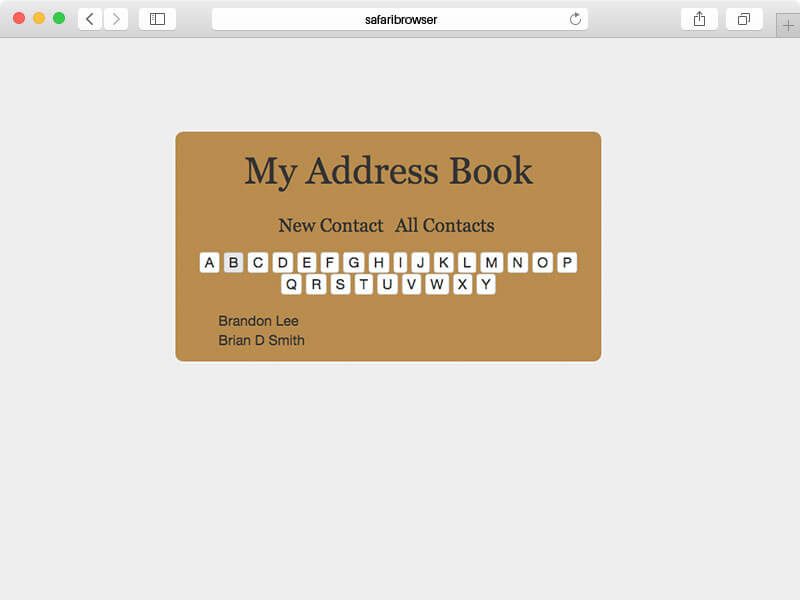 safaribrowser
My Address Book
New Contact All Contacts
A B C D E F G H I J K L M N O P
Q R S T U V W X Y
Brandon Lee
Brian D Smith